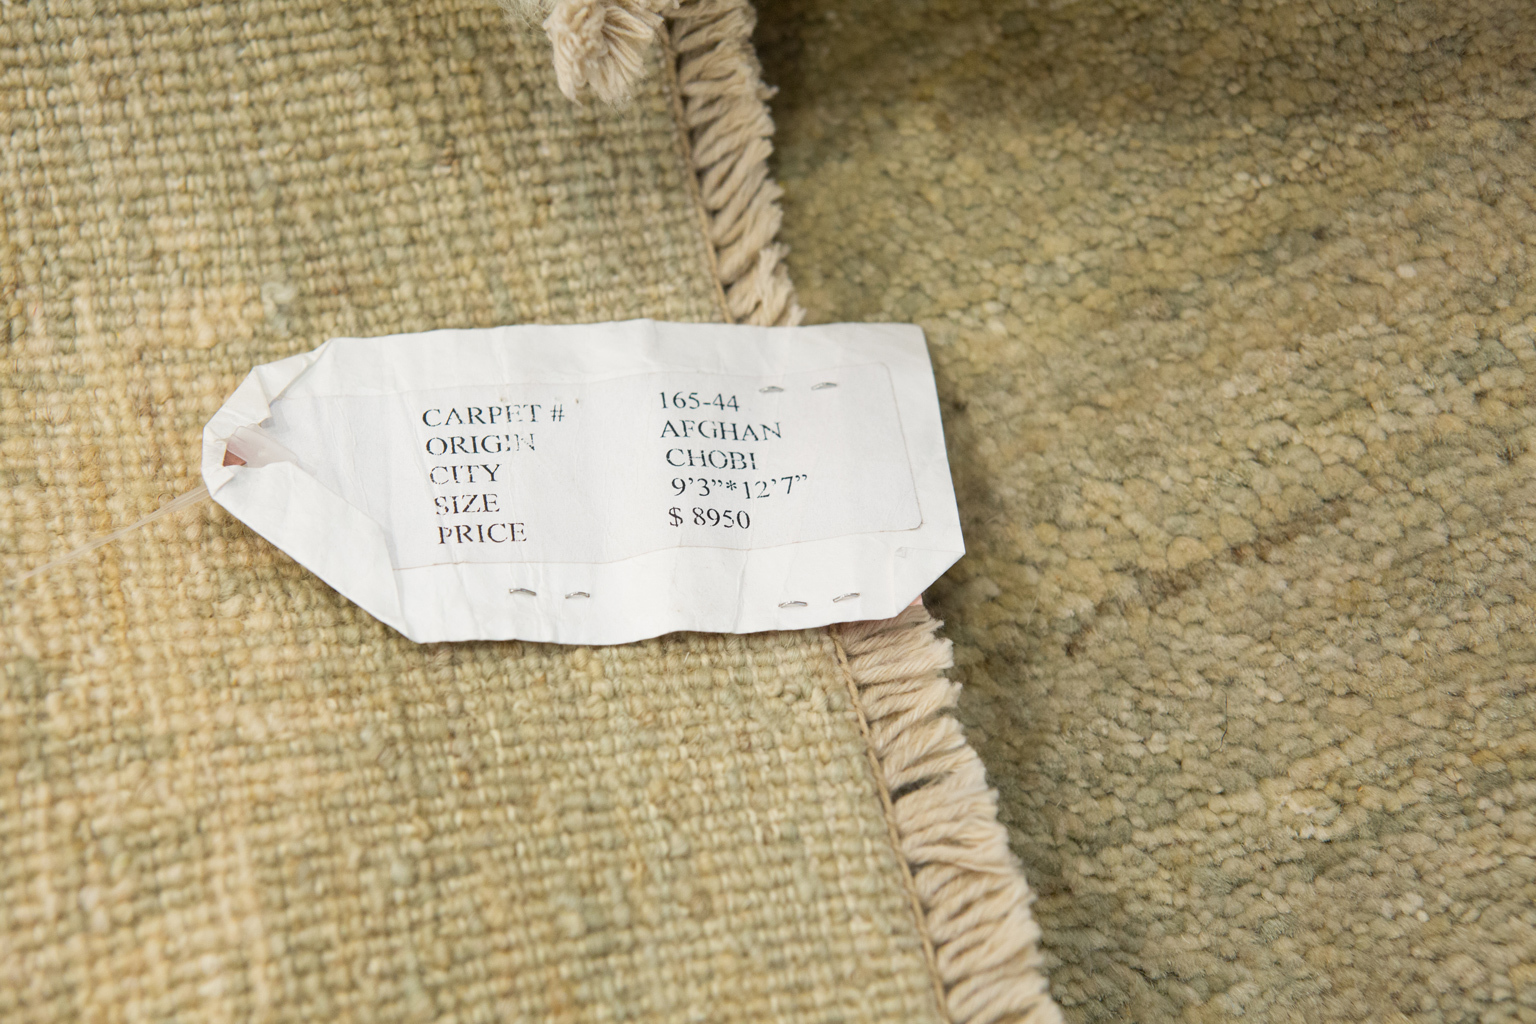 CARPET # 165-44
ORIGIN AFGHAN
CITY CHOBI
SIZE 9’3”*12’7”
PRICE $ 8950